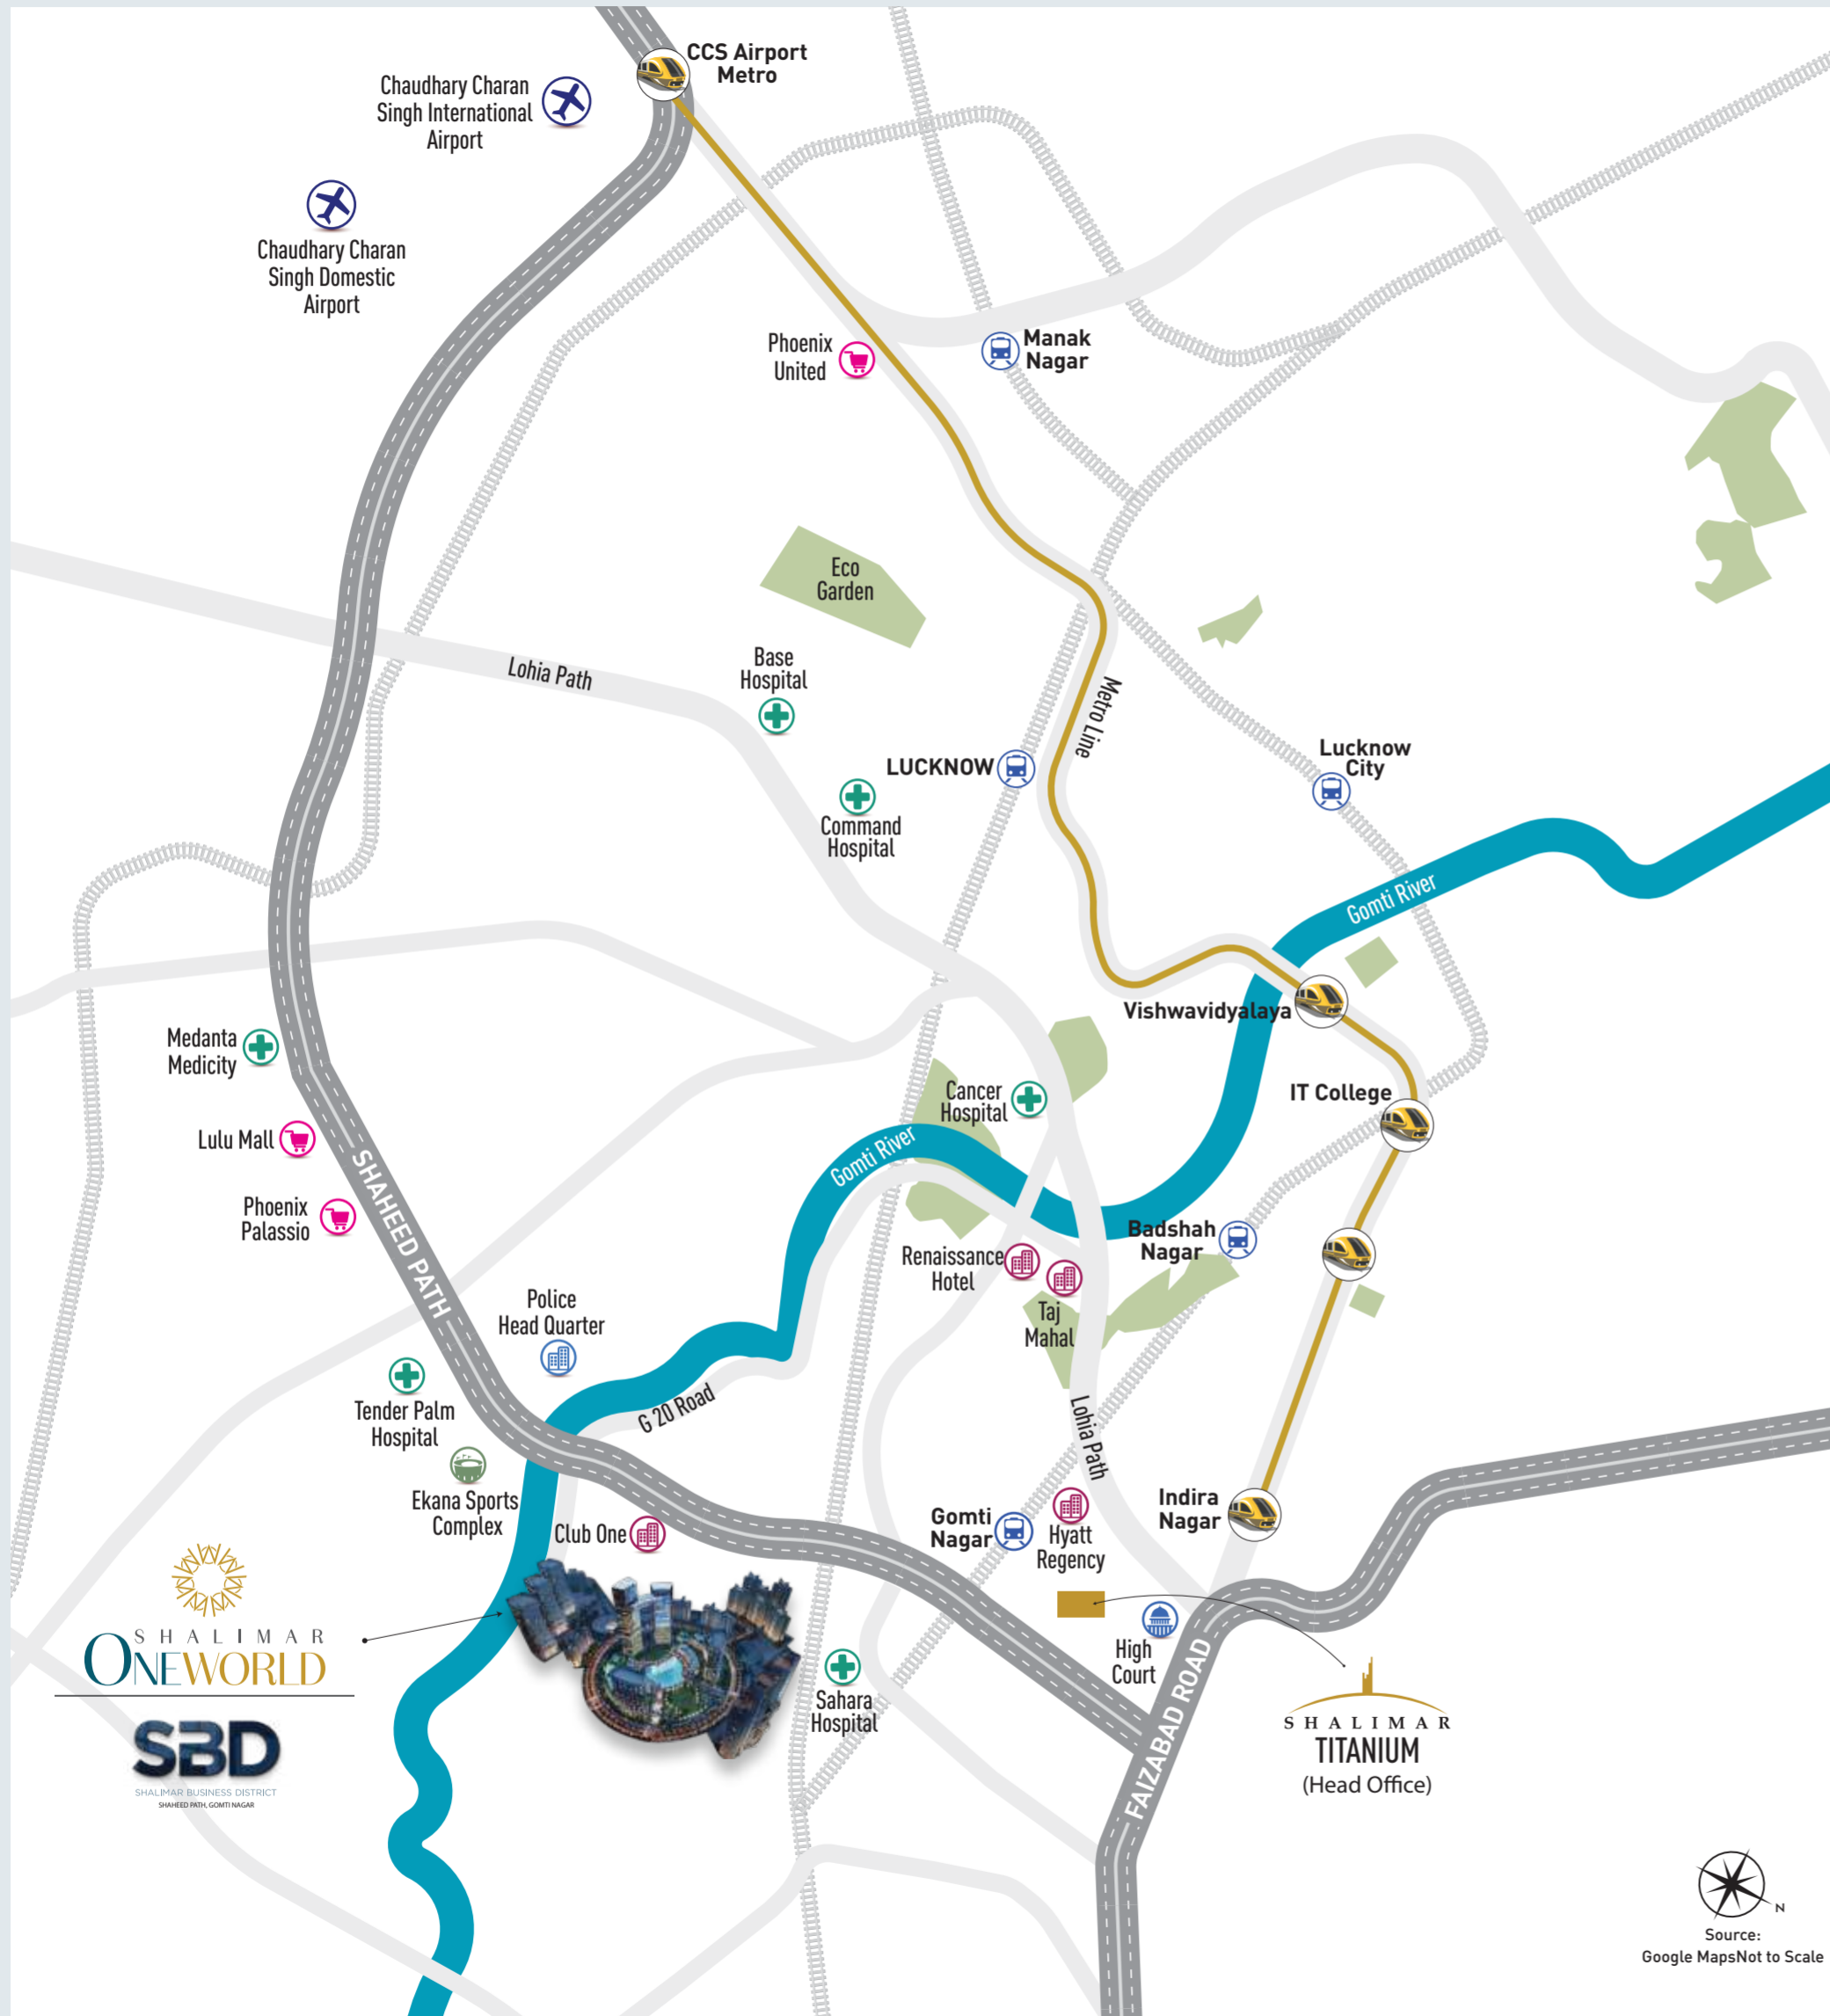 CCS Airport
Metro
Chaudhary Charan
Singh International
Airport
Chaudhary Charan
Singh Domestic
Airport
Phoenix
United
Manak
Nagar
Eco
Garden
Base
Hospital
Lohia Path
Metro Line
LUCKNOW
Lucknow
City
Command
Hospital
Gomti River
Vishwavidyalaya
Medanta
Medicity
IT College
Cancer
Hospital
Lulu Mall
Gomti River
SHAHEED PATH
Phoenix
Palassio
Badshah
Nagar
Renaissance
Hotel
Taj
Mahal
Police
Head Quarter
G 20 Road
Tender Palm
Hospital
Lohia Path
Ekana Sports
Complex
Club One
Gomti
Nagar
Hyatt
Regency
Indira
Nagar
SHALIMAR
ONEWORLD
SBD
SHALIMAR BUSINESS DISTRICT
SHAHEED PATH, GOMTI NAGAR
High
Court
Sahara
Hospital
FAIZABAD ROAD
SHALIMAR
TITANIUM
(Head Office)
N
Source:
Google MapsNot to Scale